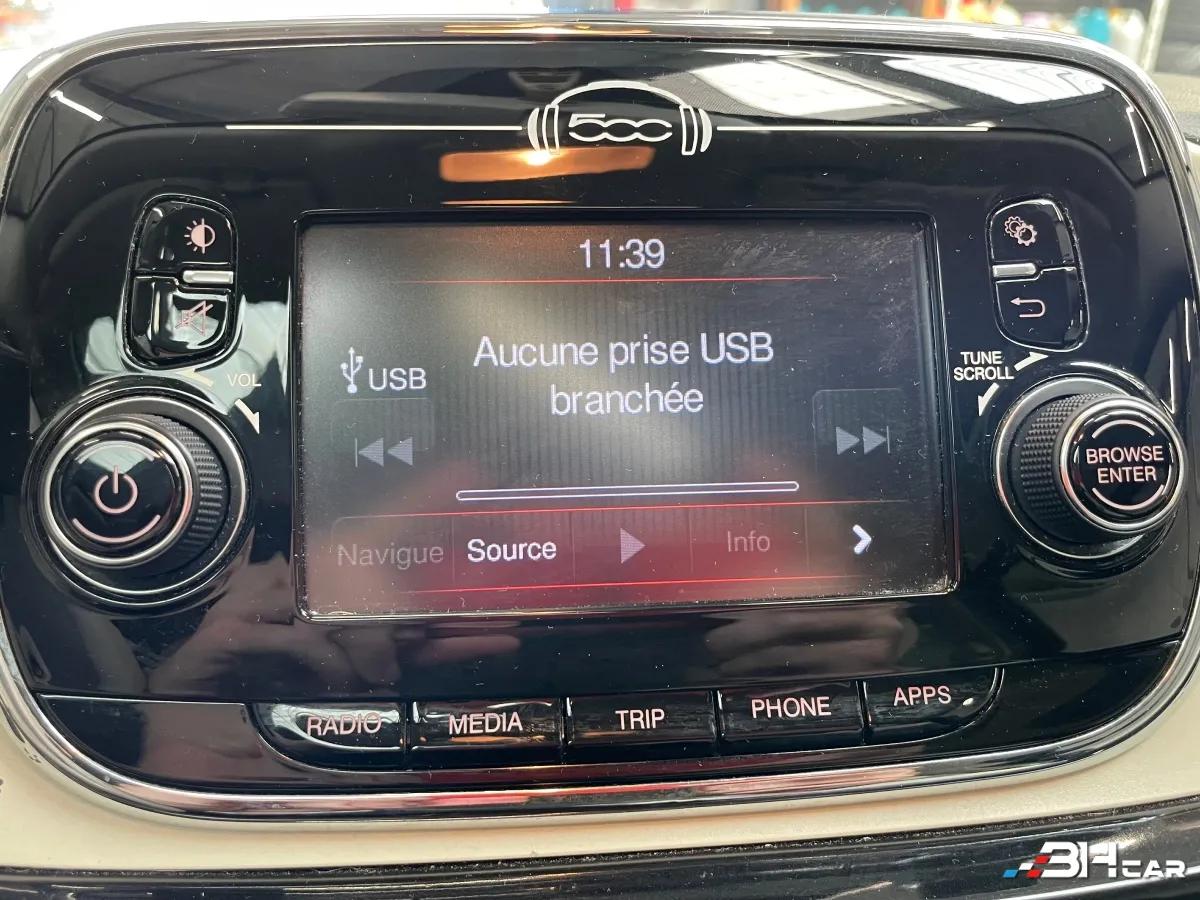 500
11:39
VOL
TUNE
SCROLL
USB
Aucune prise USB
branchée
BROWSE
ENTER
Navigue
Source
Info
RADIO
MEDIA
TRIP
PHONE
APPS
3HCAR